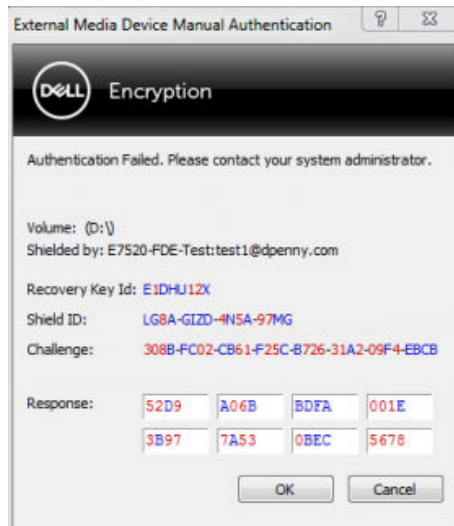 External Media Device Manual Authentication
DELL Encryption
Authentication Failed. Please contact your system administrator.
Volume: (D:\)
Shielded by: E7520-FDE-Test:test1@dpenny.com
Recovery Key Id: E1DHU12X
Shield ID: LG8A-GIZD-4N5A-97MG
Challenge: 308B-FC02-CB61-F25C-B726-31A2-09F4-EBCB
Response: 52D9 A06B BDFA 001E
3B97 7A53 0BEC 5678
OK Cancel